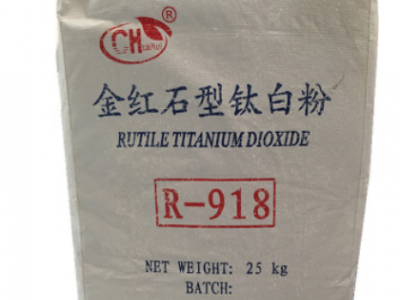 CH
®
金红石型钛白粉
RUTILE TITANIUM DIOXIDE
R-918
NET WEIGHT: 25 kg
BATCH: